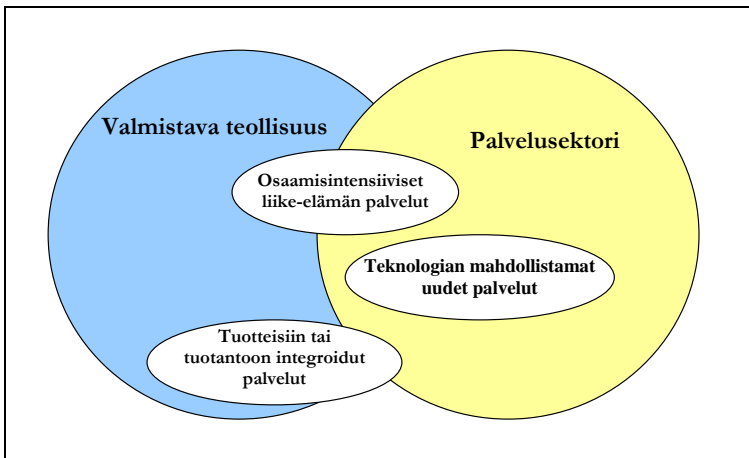 Valmistava teollisuus
Palvelusektori
Osaamisintensiiviset
liike-elämän palvelut
Teknologian mahdollistamat
uudet palvelut
Tuotteisiin tai
tuotantoon integroidut
palvelut